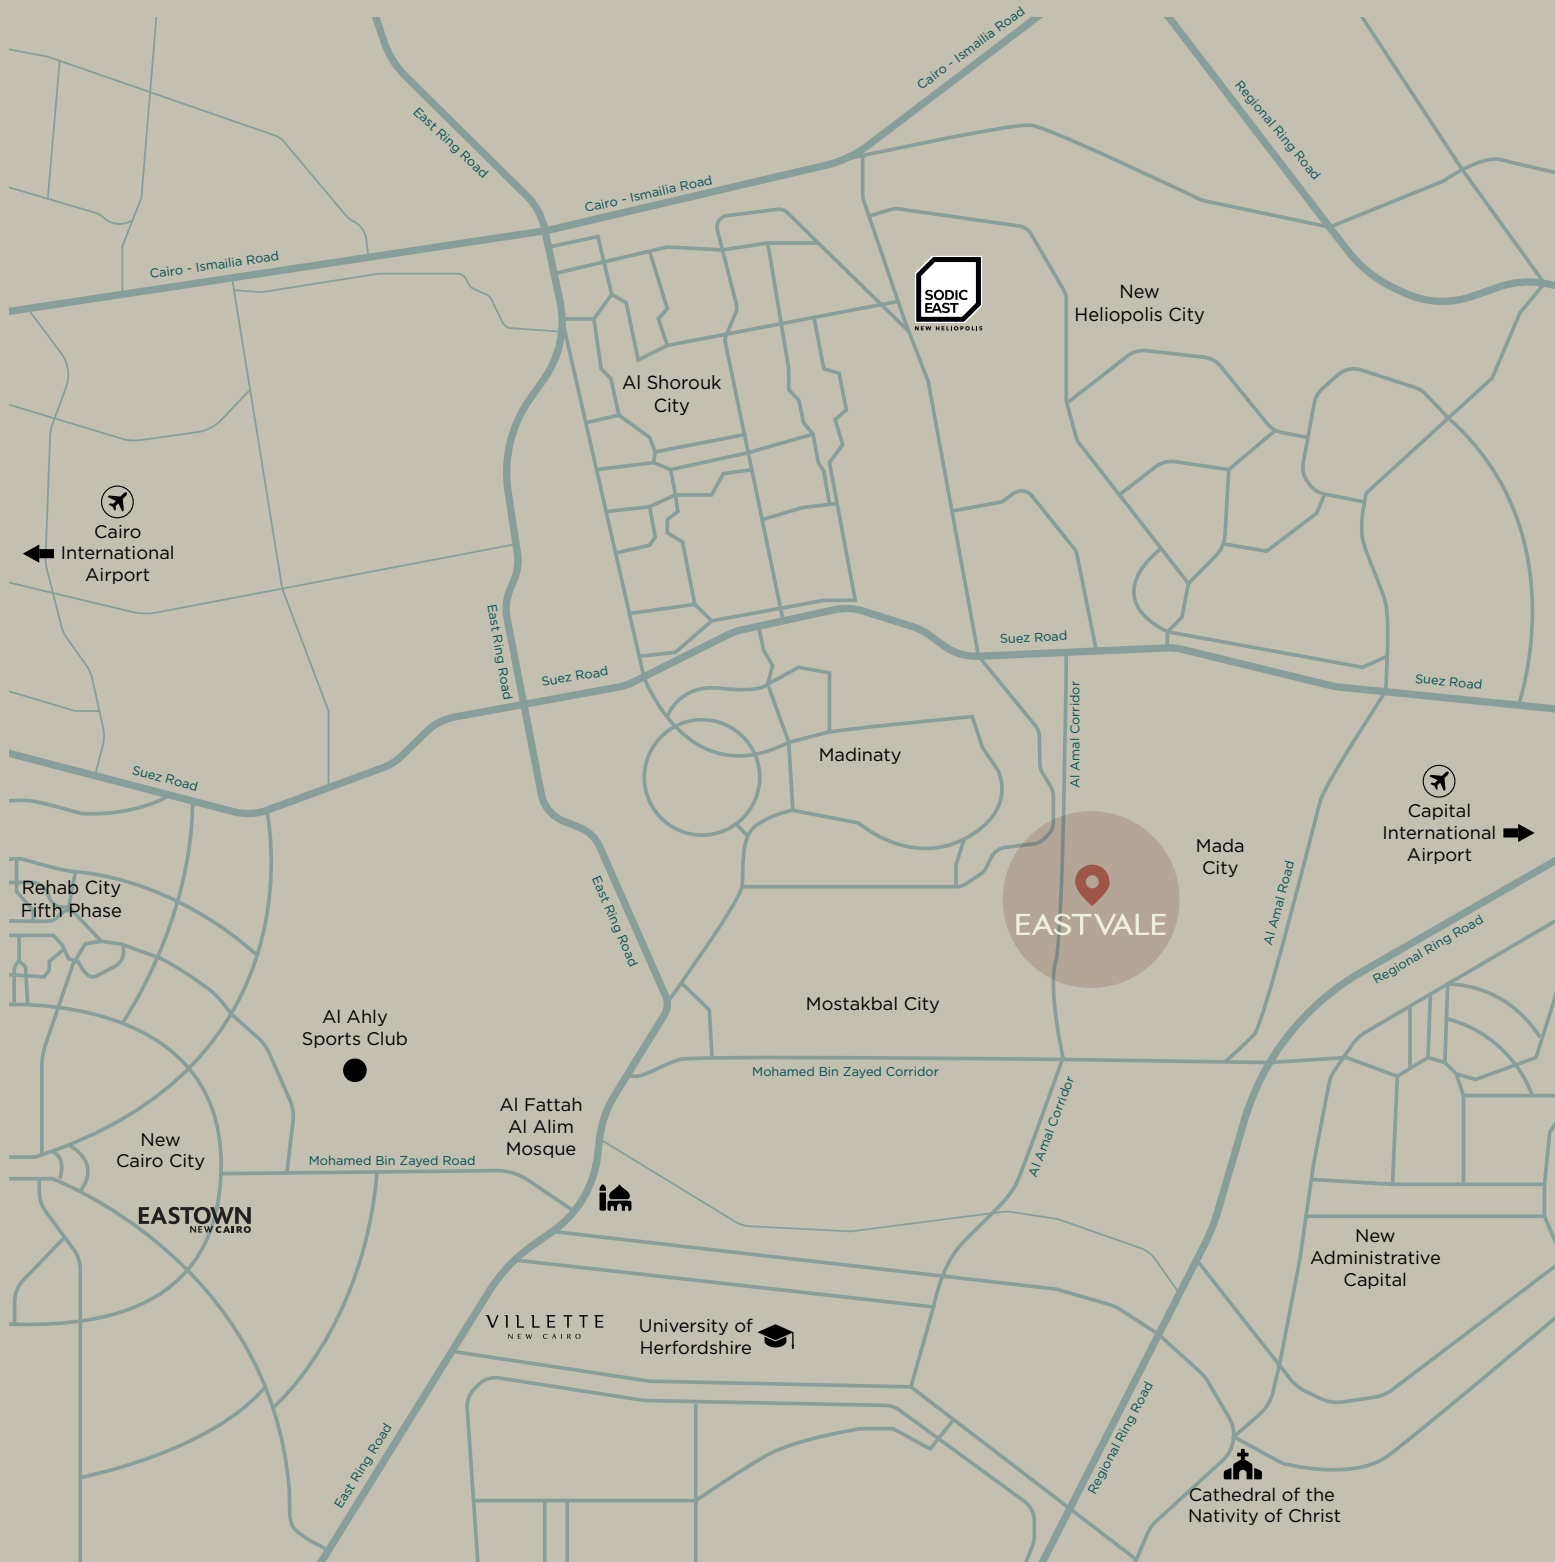 Cairo - Ismailia Road
Regional Ring Road
East Ring Road
Cairo - Ismailia Road
Cairo - Ismailia Road
SODIC
EAST
NEW HELIOPOLIS
New
Heliopolis City
Al Shorouk
City
Cairo
International
Airport
East Ring Road
Suez Road
Suez Road
Suez Road
Suez Road
Al Amal Corridor
Madinaty
Capital
International
Airport
Mada
City
Rehab City
Fifth Phase
East Ring Road
EASTVALE
Al Amal Road
Regional Ring Road
Mostakbal City
Al Ahly
Sports Club
Mohamed Bin Zayed Corridor
Al Amal Corridor
Al Fattah
Al Alim
Mosque
New
Cairo City
Mohamed Bin Zayed Road
EASTOWN
NEW CAIRO
New
Administrative
Capital
VILLETTE
NEW CAIRO
University of
Herfordshire
East Ring Road
Regional Ring Road
Cathedral of the
Nativity of Christ